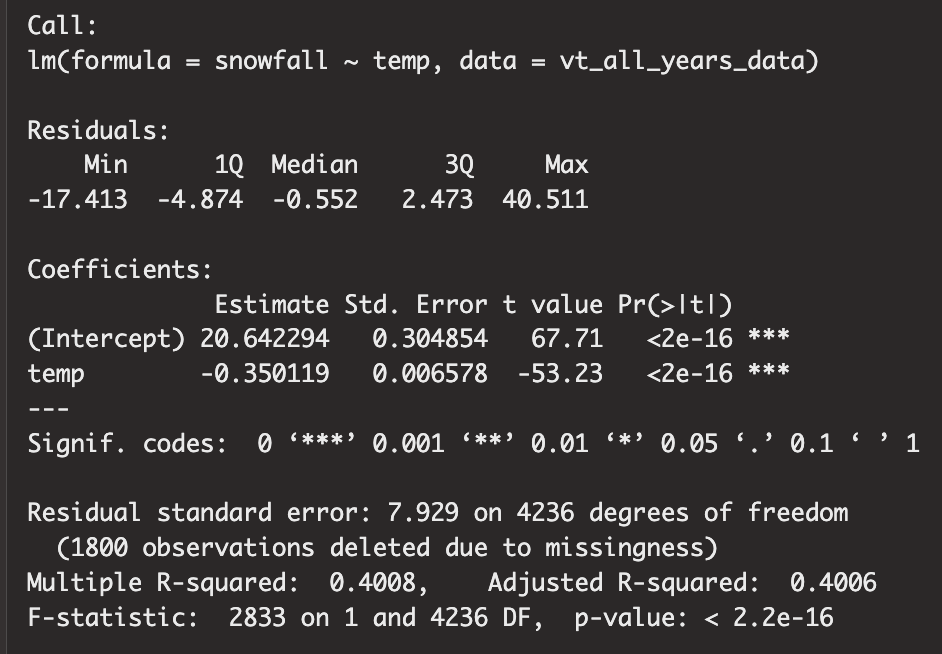 Call:
lm(formula = snowfall ~ temp, data = vt_all_years_data)
Residuals:
    Min      1Q  Median      3Q     Max
-17.413  -4.874  -0.552   2.473  40.511
Coefficients:
             Estimate Std. Error t value Pr(>|t|)
(Intercept) 20.642294   0.304854   67.71   <2e-16 ***
temp        -0.350119   0.006578  -53.23   <2e-16 ***
---
Signif. codes:  0 ‘***’ 0.001 ‘**’ 0.01 ‘*’ 0.05 ‘.’ 0.1 ‘ ’ 1
Residual standard error: 7.929 on 4236 degrees of freedom
  (1800 observations deleted due to missingness)
Multiple R-squared:  0.4008,    Adjusted R-squared:  0.4006
F-statistic:  2833 on 1 and 4236 DF,  p-value: < 2.2e-16